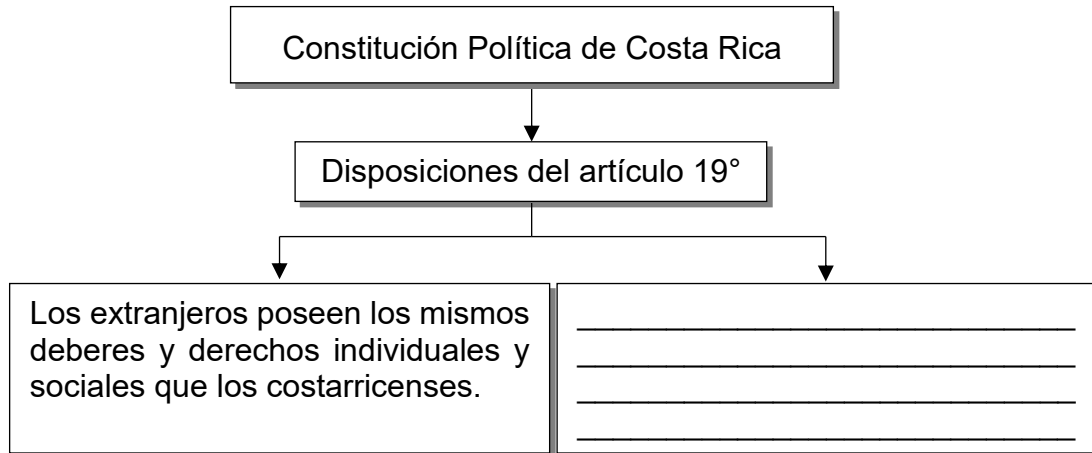 Constitución Política de Costa Rica
Disposiciones del artículo 19°
Los extranjeros poseen los mismos
deberes y derechos individuales y
sociales que los costarricenses.